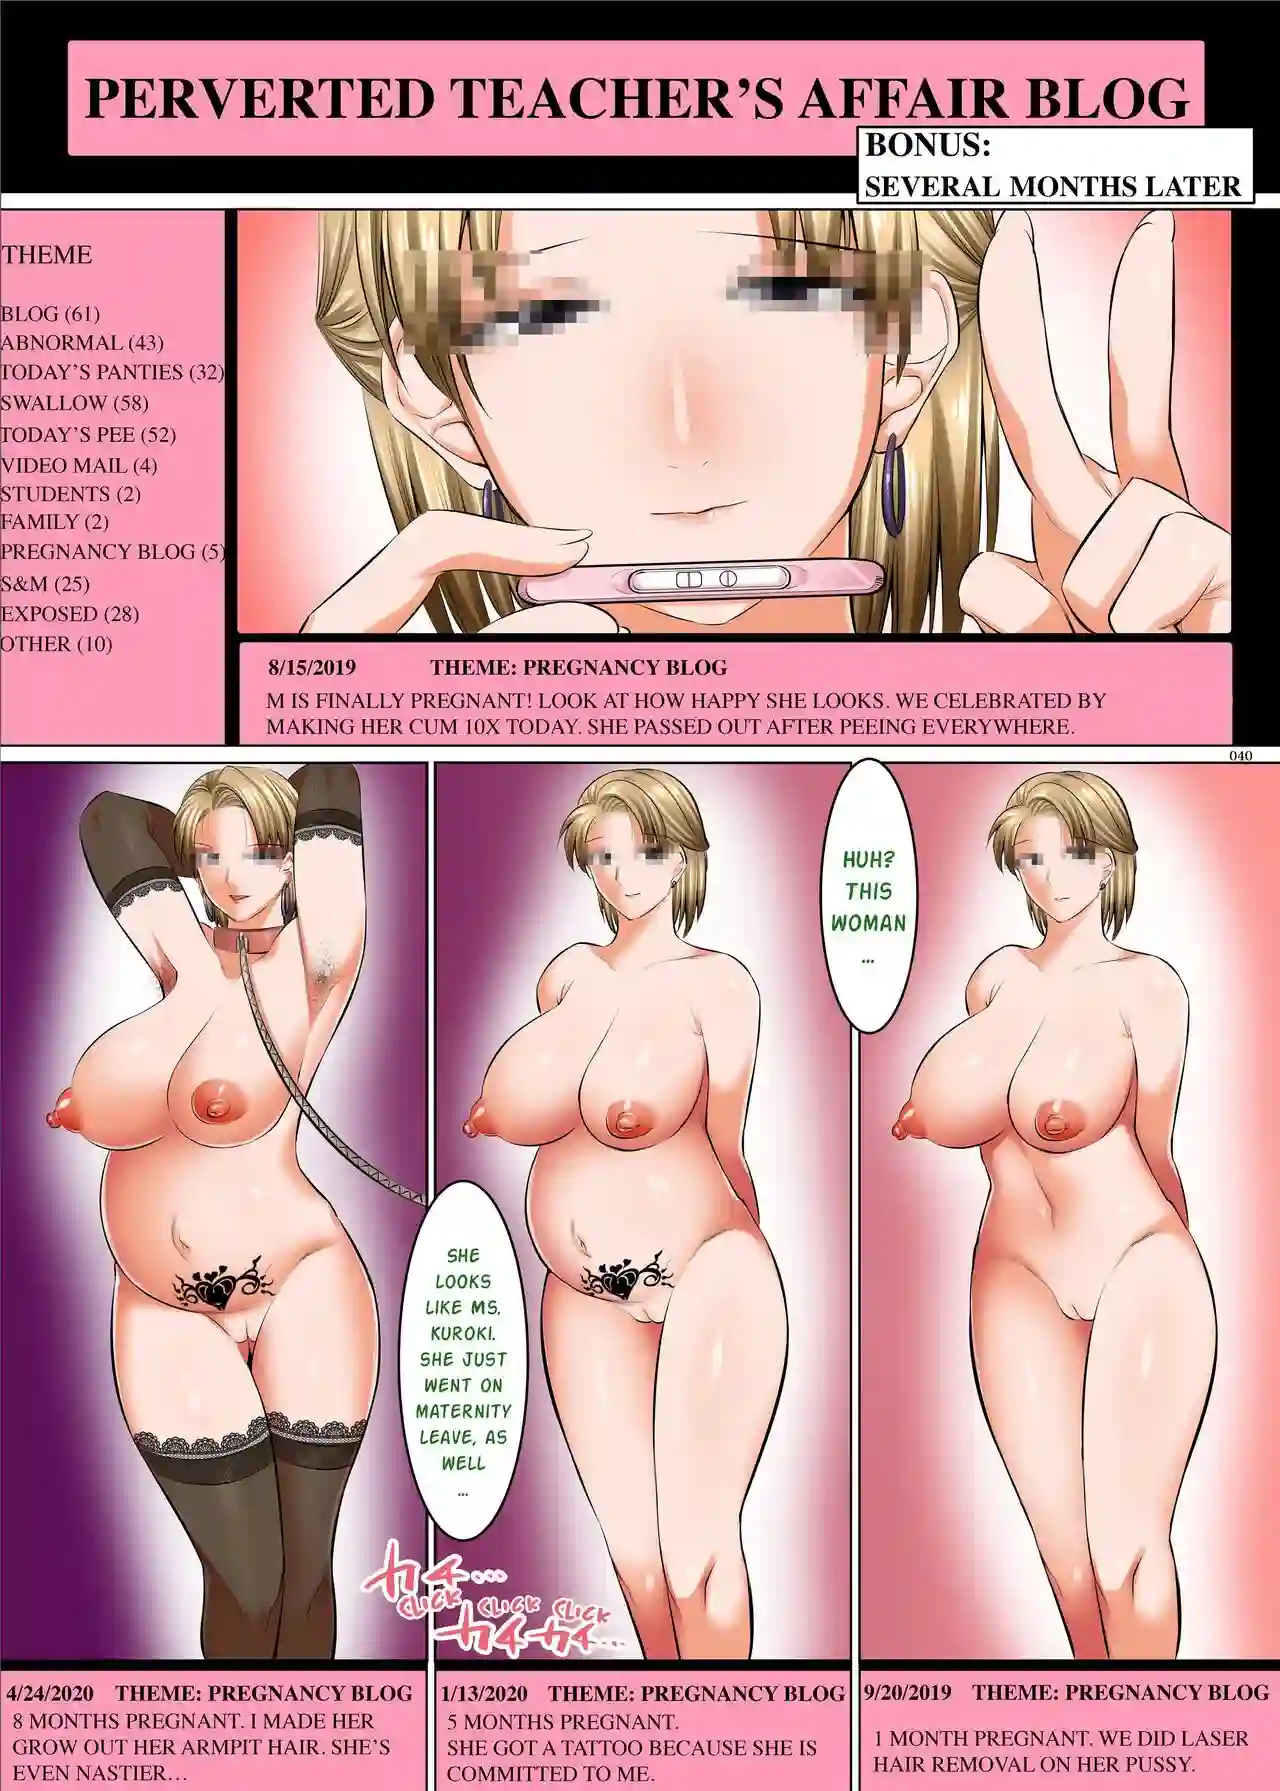 PERVERTED TEACHER'S AFFAIR BLOG
BONUS:
SEVERAL MONTHS LATER
THEME
BLOG (61)
ABNORMAL (43)
TODAY'S PANTIES (32)
SWALLOW (58)
TODAY'S PEE (52)
VIDEO MAIL (4)
STUDENTS (2)
FAMILY (2)
PREGNANCY BLOG (5)
S&M (25)
EXPOSED (28)
OTHER (10)
8/15/2019 THEME: PREGNANCY BLOG
M IS FINALLY PREGNANT! LOOK AT HOW HAPPY SHE LOOKS. WE CELEBRATED BY
MAKING HER CUM 10X TODAY. SHE PASSED OUT AFTER PEEING EVERYWHERE.
040
HUH?
THIS
WOMAN
...
9/20/2019 THEME: PREGNANCY BLOG
1 MONTH PREGNANT. WE DID LASER
HAIR REMOVAL ON HER PUSSY.
1/13/2020 THEME: PREGNANCY BLOG
5 MONTHS PREGNANT.
SHE GOT A TATTOO BECAUSE SHE IS
COMMITTED TO ME.
SHE
LOOKS
LIKE MS.
KUROKI.
SHE JUST
WENT ON
MATERNITY
LEAVE, AS
WELL
...
カチ...
CLICK
CLICK CLICK
カチカチ...
4/24/2020 THEME: PREGNANCY BLOG
8 MONTHS PREGNANT. I MADE HER
GROW OUT HER ARMPIT HAIR. SHE'S
EVEN NASTIER...